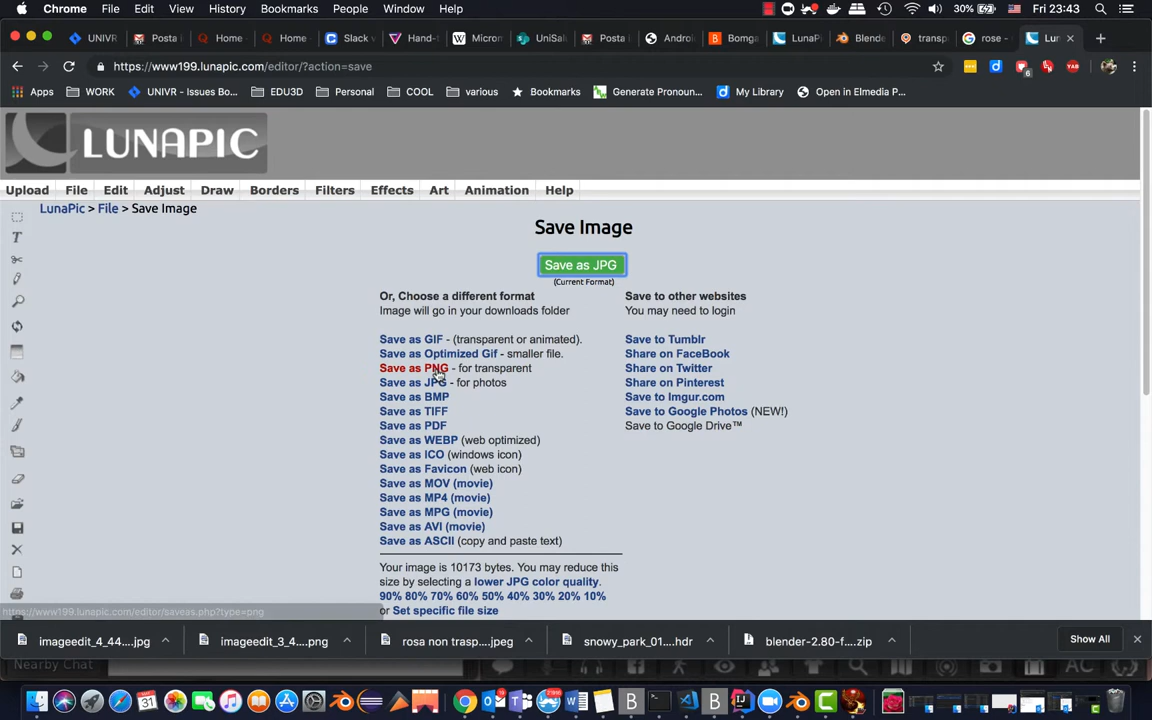 Chrome File Edit View History Bookmarks People Window Help 30% Fri 23:43
UNIVR Posta Home Home Slack Hand-t Microm UniSal Posta Androi Bomga LunaP Blende transp rose - Lun
https://www199.lunapic.com/editor/?action=save
Apps WORK UNIVR - Issues Bo... EDU3D Personal COOL various Bookmarks Generate Pronoun... My Library Open in Elmedia P...
6
YAB
LUNAPIC
Upload File Edit Adjust Draw Borders Filters Effects Art Animation Help
LunaPic > File > Save Image
Save Image
Save as JPG
(Current Format)
Or, Choose a different format
Image will go in your downloads folder
Save as GIF - (transparent or animated).
Save as Optimized Gif - smaller file.
Save as PNG - for transparent
Save as JPG - for photos
Save as BMP
Save as TIFF
Save as PDF
Save as WEBP (web optimized)
Save as ICO (windows icon)
Save as Favicon (web icon)
Save as MOV (movie)
Save as MP4 (movie)
Save as MPG (movie)
Save as AVI (movie)
Save as ASCII (copy and paste text)
Save to other websites
You may need to login
Save to Tumblr
Share on FaceBook
Share on Twitter
Share on Pinterest
Save to Imgur.com
Save to Google Photos (NEW!)
Save to Google Drive™
Your image is 10173 bytes. You may reduce this
size by selecting a lower JPG color quality.
90% 80% 70% 60% 50% 40% 30% 20% 10%
or Set specific file size
https://www199.lunapic.com/editor/saveas.php?type=png
imageedit_4_44....jpg imageedit_3_4....png rosa non trasp....jpeg snowy_park_01....hdr blender-2.80-f....zip Show All
Nearby Chat
AC